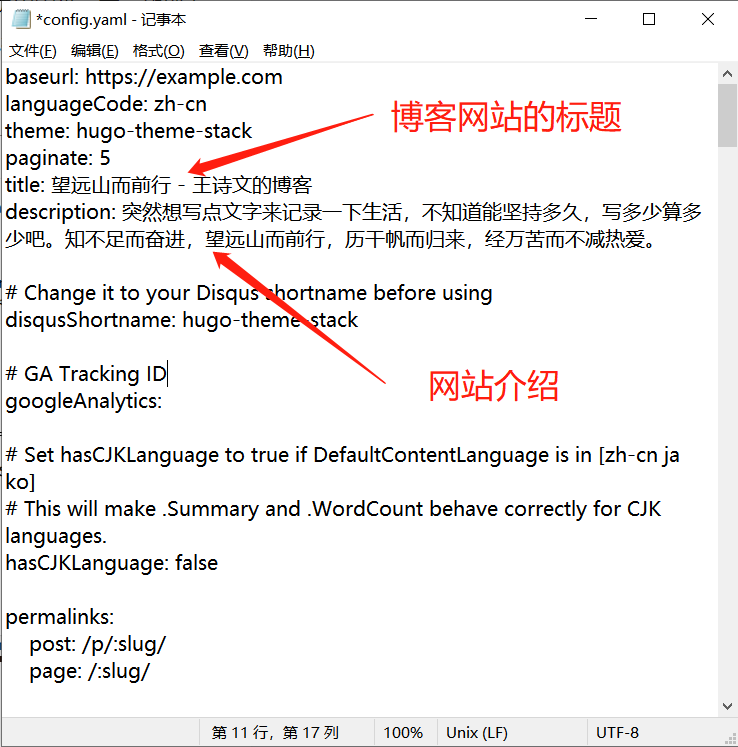 *config.yaml - 记事本
文件(F) 编辑(E) 格式(O) 查看(V) 帮助(H)
baseurl: https://example.com
languageCode: zh-cn
theme: hugo-theme-stack
paginate: 5
title: 望远山而前行 - 王诗文的博客
description: 突然想写点文字来记录一下生活，不知道能坚持多久，写多少算多
少吧。知不足而奋进，望远山而前行，历千帆而归来，经万苦而不减热爱。
# Change it to your Disqus shortname before using
disqusShortname: hugo-theme-stack
# GA Tracking ID
googleAnalytics:
# Set hasCJKLanguage to true if DefaultContentLanguage is in [zh-cn ja
ko]
# This will make .Summary and .WordCount behave correctly for CJK
languages.
hasCJKLanguage: false
permalinks:
post: /p/:slug/
page: /:slug/
博客网站的标题
网站介绍
第 11 行，第 17 列 100% Unix (LF) UTF-8